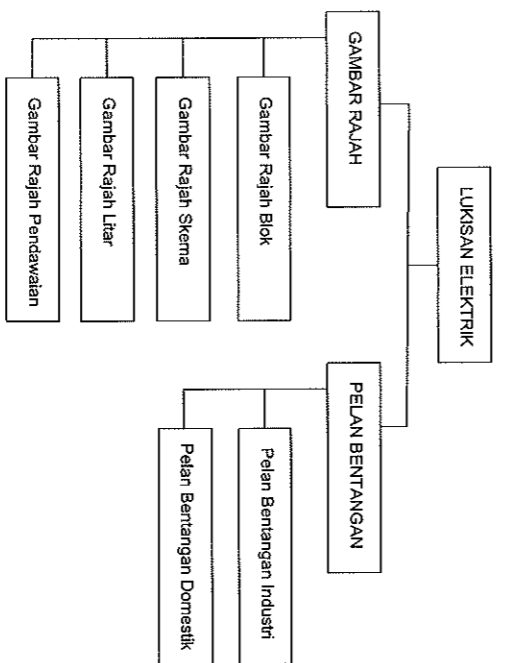 LUKISAN ELEKTRIK
GAMBAR RAJAH
Gambar Rajah Blok
Gambar Rajah Skema
Gambar Rajah Litar
Gambar Rajah Pendawaian
PELAN BENTANGAN
Pelan Bentangan Industri
Pelan Bentangan Domestik